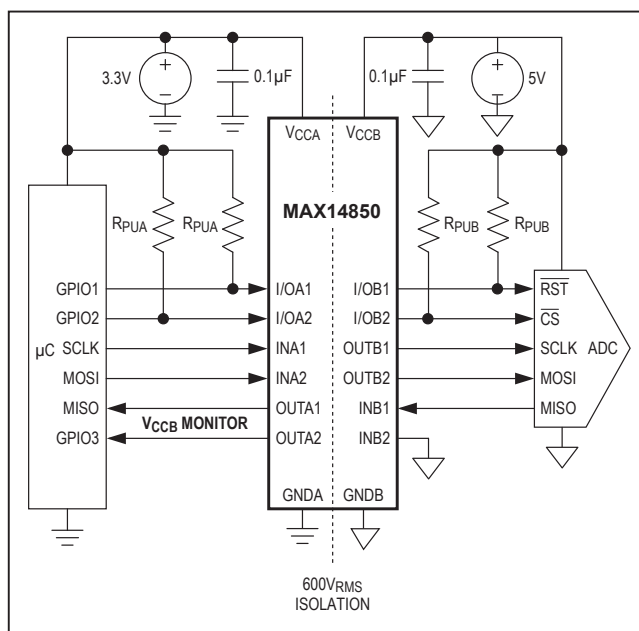 3.3V
0.1µF
0.1µF
5V
VCCA
VCCB
MAX14850
RPUA
RPUA
RPUB
RPUB
µC
GPIO1
GPIO2
SCLK
MOSI
MISO
GPIO3
VCCB MONITOR
I/OA1
I/OA2
INA1
INA2
OUTA1
OUTA2
I/OB1
I/OB2
OUTB1
OUTB2
INB1
INB2
RST
CS
SCLK
MOSI
MISO
ADC
GNDA
GNDB
600VRMS
ISOLATION